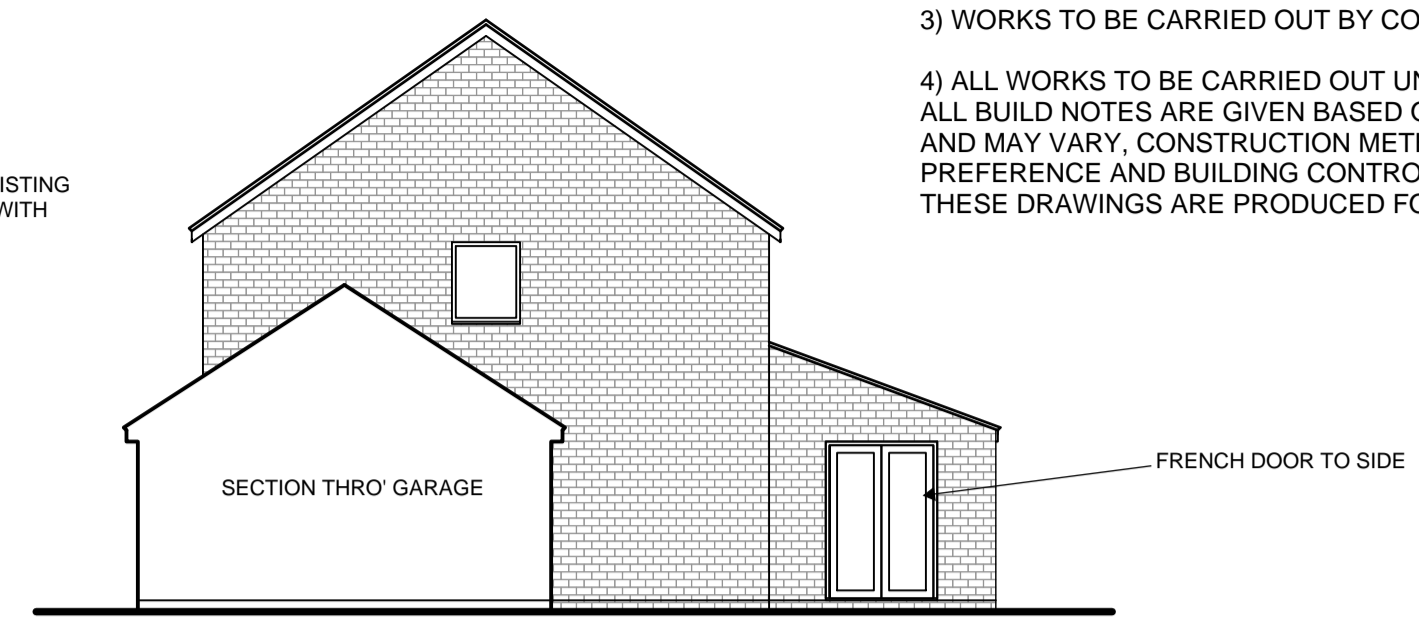 3) WORKS TO BE CARRIED OUT BY CO
4) ALL WORKS TO BE CARRIED OUT UN
ALL BUILD NOTES ARE GIVEN BASED
AND MAY VARY, CONSTRUCTION MET
PREFERENCE AND BUILDING CONTRO
THESE DRAWINGS ARE PRODUCED FO
ISTING
WITH
SECTION THRO' GARAGE
FRENCH DOOR TO SIDE